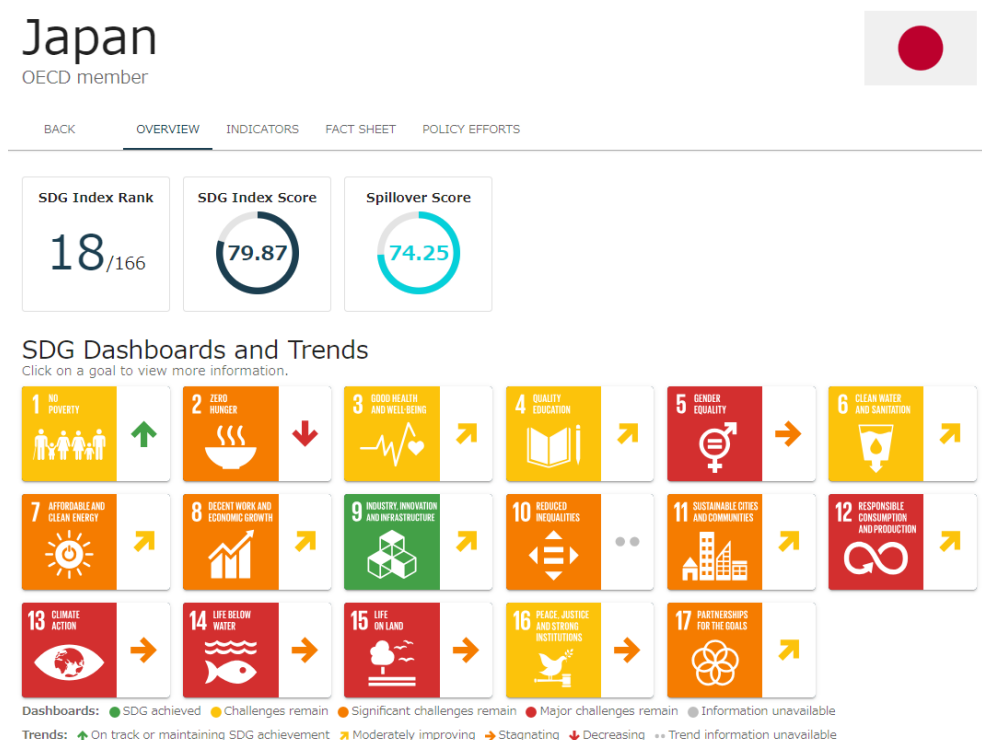 Japan
OECD member
BACK OVERVIEW INDICATORS FACT SHEET POLICY EFFORTS
SDG Index Rank
18/166
SDG Index Score
79.87
Spillover Score
74.25
SDG Dashboards and Trends
Click on a goal to view more information.
1 NO
POVERTY
2 ZERO
HUNGER
3 GOOD HEALTH
AND WELL-BEING
4 QUALITY
EDUCATION
5 GENDER
EQUALITY
6 CLEAN WATER
AND SANITATION
7 AFFORDABLE AND
CLEAN ENERGY
8 DECENT WORK AND
ECONOMIC GROWTH
9 INDUSTRY, INNOVATION
AND INFRASTRUCTURE
10 REDUCED
INEQUALITIES
11 SUSTAINABLE CITIES
AND COMMUNITIES
12 RESPONSIBLE
CONSUMPTION
AND PRODUCTION
13 CLIMATE
ACTION
14 LIFE BELOW
WATER
15 LIFE
ON LAND
16 PEACE, JUSTICE
AND STRONG
INSTITUTIONS
17 PARTNERSHIPS
FOR THE GOALS
Dashboards: SDG achieved Challenges remain Significant challenges remain Major challenges remain Information unavailable
Trends: On track or maintaining SDG achievement Moderately improving Stagnating Decreasing Trend information unavailable